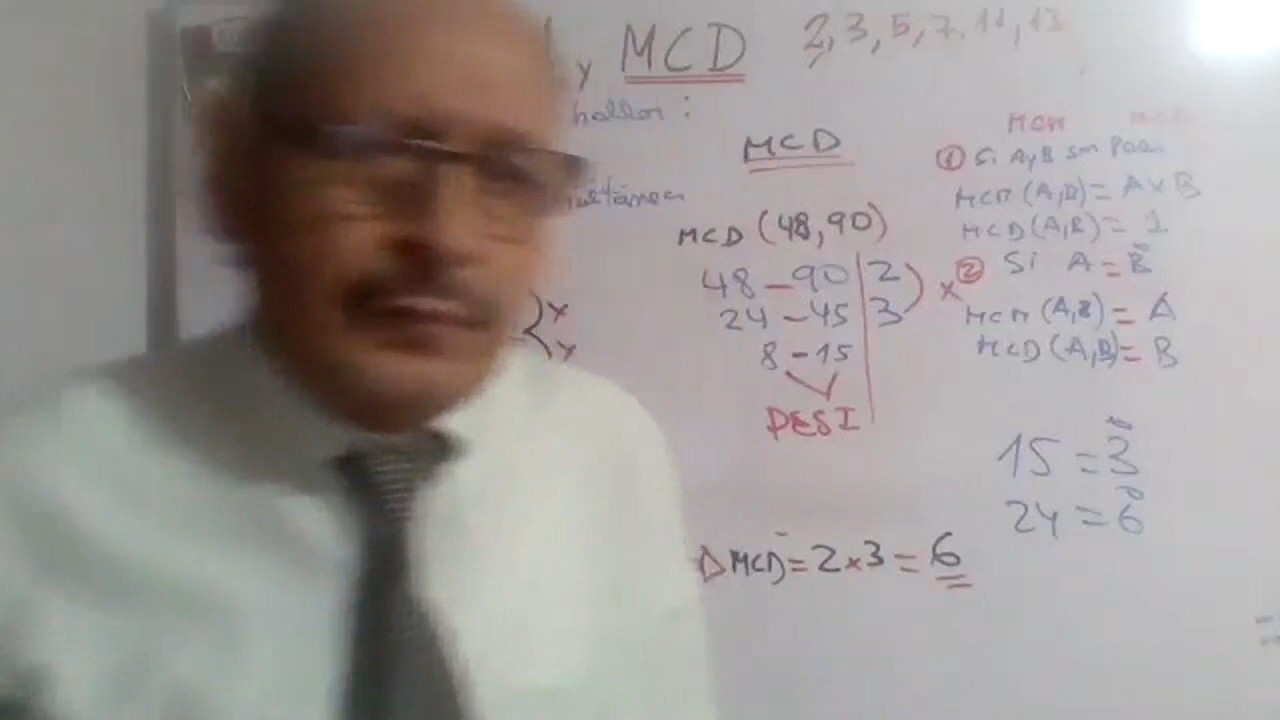 y MCD 2, 3, 5, 7, 11, 13
hallar:
MCD
MCD (48,90)
48 – 90 | 2
24 – 45 | 3
8 – 15
PESI
x
▷ MCD = 2 x 3 = 6
MCM MCD
① Si A y B son
MCM (A,B) = A x B
MCD (A,B) = 1
② Si A = B̊
MCM (A,B) = A
MCD (A,B) = B
15 = 3̊
24 = 6̊